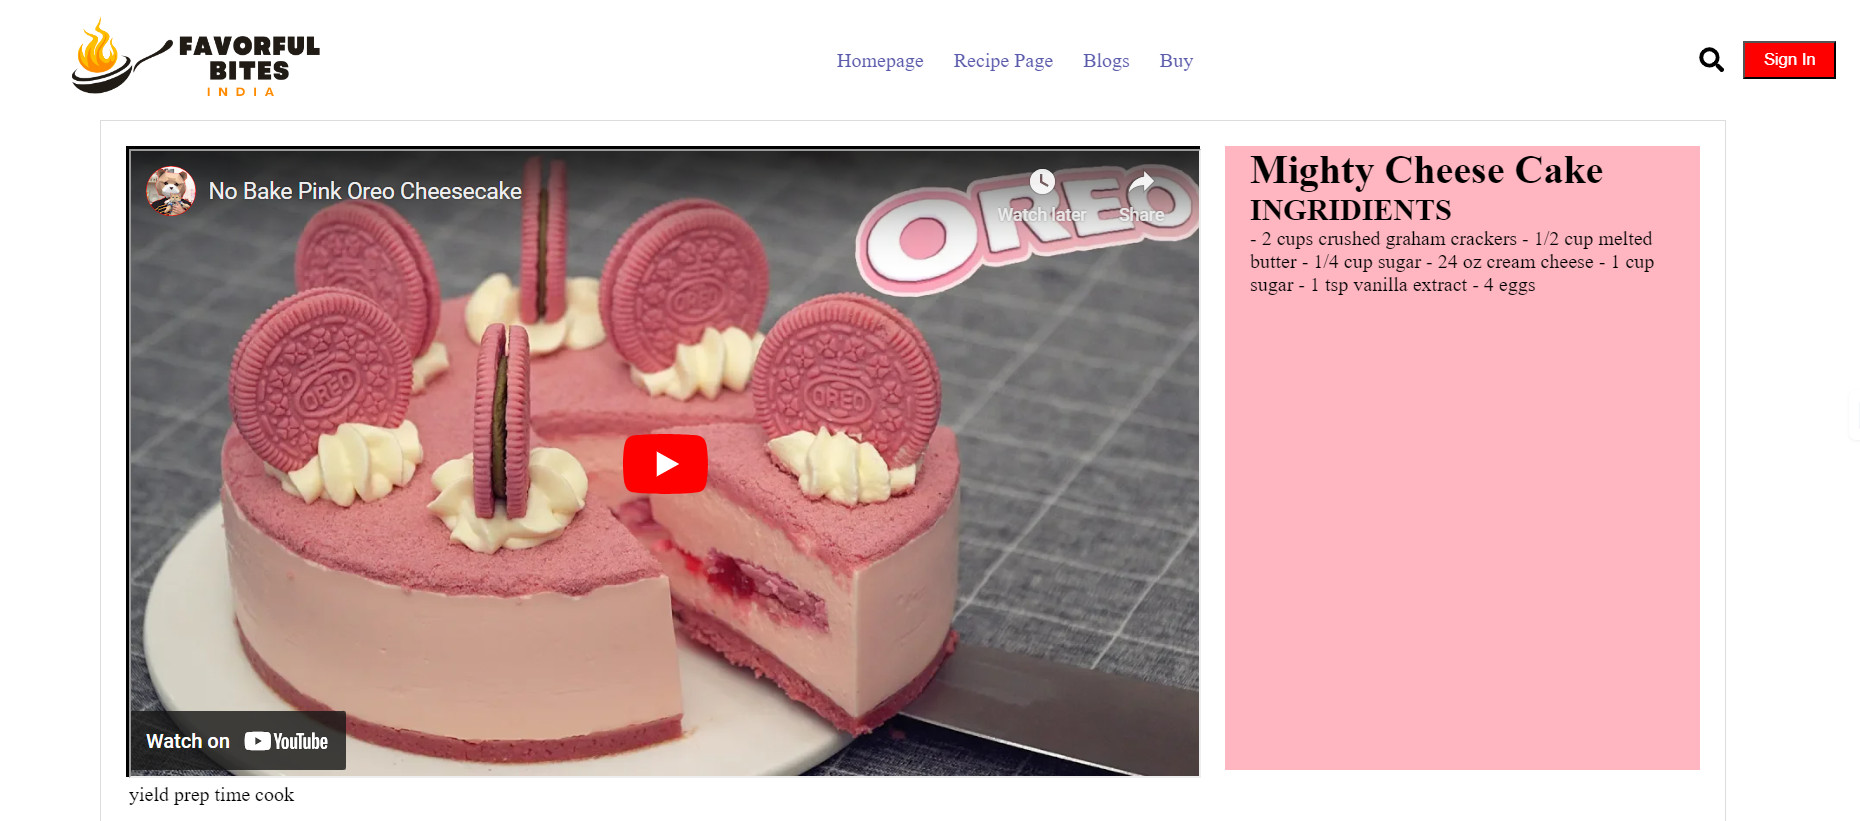 FAVORFUL
BITES
INDIA
Homepage Recipe Page Blogs Buy
Sign In
No Bake Pink Oreo Cheesecake
Watch later Share
OREO
OREO
OREO
OREO
Watch on YouTube
yield prep time cook
Mighty Cheese Cake
INGRIDIENTS
- 2 cups crushed graham crackers - 1/2 cup melted
butter - 1/4 cup sugar - 24 oz cream cheese - 1 cup
sugar - 1 tsp vanilla extract - 4 eggs